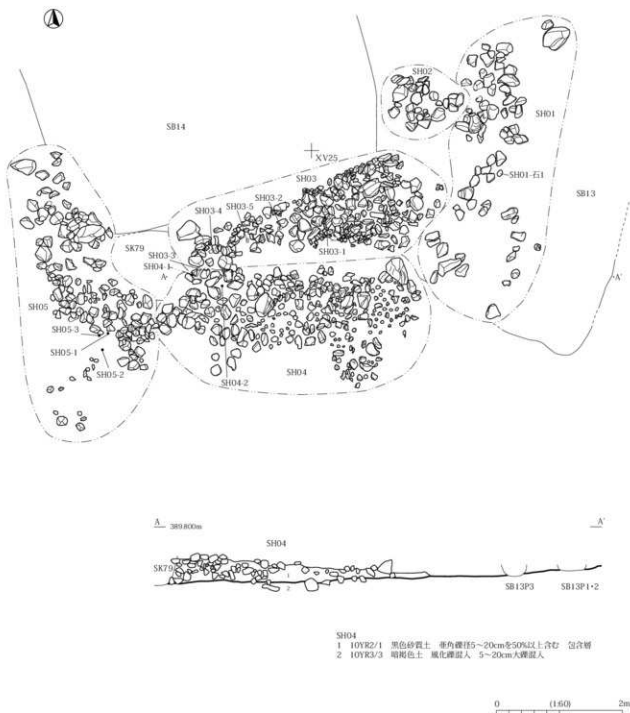 SH02
SH01
SB14
XV25
SH03
SH01-石1
SH03-2
SB13
SH03-5
SH03-4
SK79
SH03-3
SH03-1
SH04-1
A
A'
SH05
SH05-3
SH05-1
SH05-2
SH04-2
SH04
A 389.800m A'
SH04
SK79
1
2
SB13P3
SB13P1・2
SH04
1 10YR2/1 黒色砂質土 亜角礫径5〜20cmを50%以上含む 包含層
2 10YR3/3 暗褐色土 風化礫混入 5〜20cm大礫混入
0 (1:60) 2m